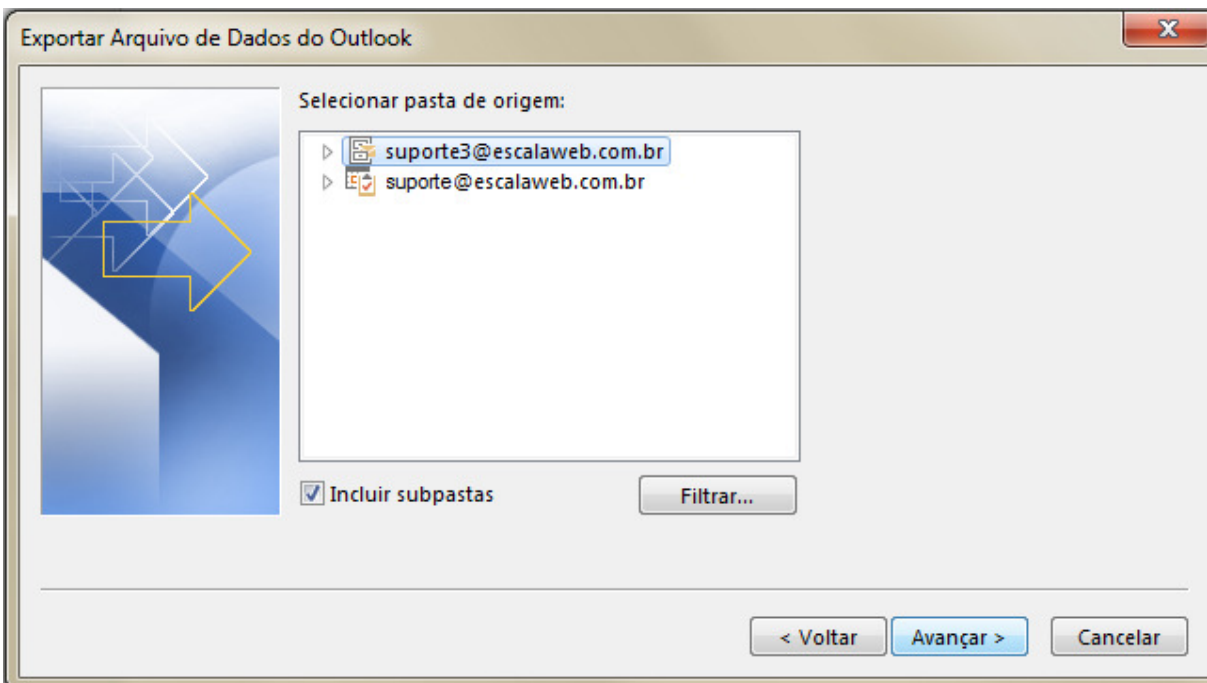 Exportar Arquivo de Dados do Outlook
Selecionar pasta de origem:
suporte3@escalaweb.com.br
suporte@escalaweb.com.br
Incluir subpastas
Filtrar...
< Voltar
Avançar >
Cancelar